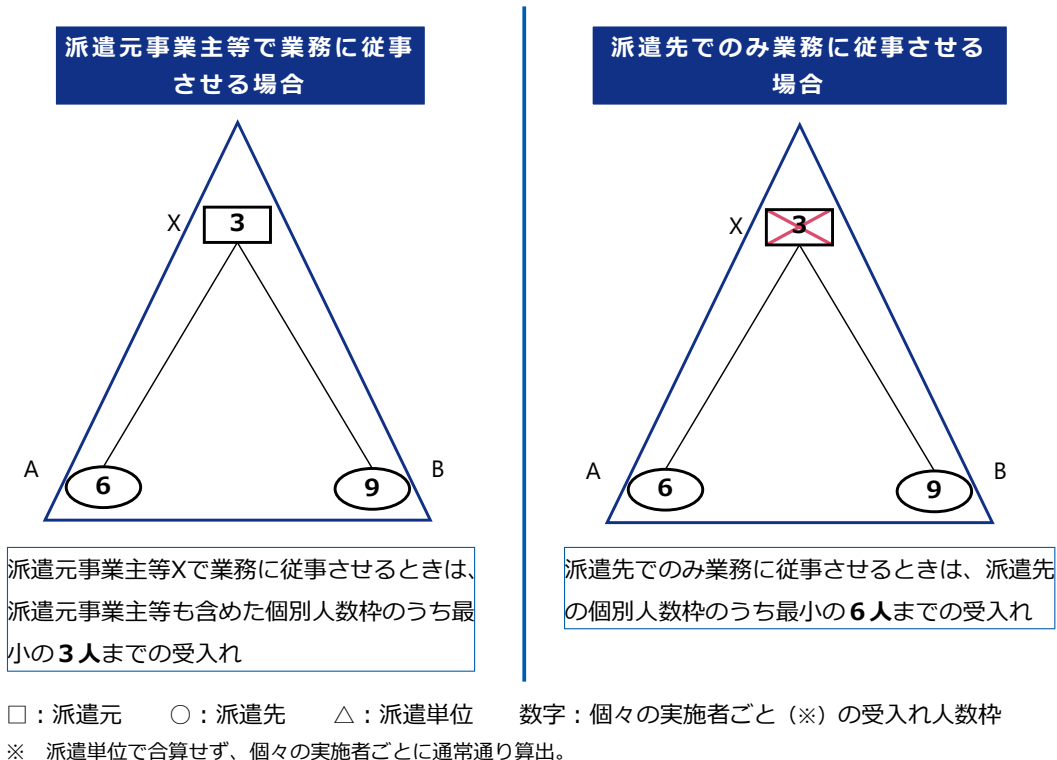 派遣元事業主等で業務に従事
させる場合
X
3
A
6
9
B
派遣元事業主等Xで業務に従事させるときは、
派遣元事業主等も含めた個別人数枠のうち最
小の３人までの受入れ
派遣先でのみ業務に従事させる
場合
X
3
A
6
9
B
派遣先でのみ業務に従事させるときは、派遣先
の個別人数枠のうち最小の６人までの受入れ
□：派遣元　　○：派遣先　　△：派遣単位　　数字：個々の実施者ごと（※）の受入れ人数枠
※　派遣単位で合算せず、個々の実施者ごとに通常通り算出。